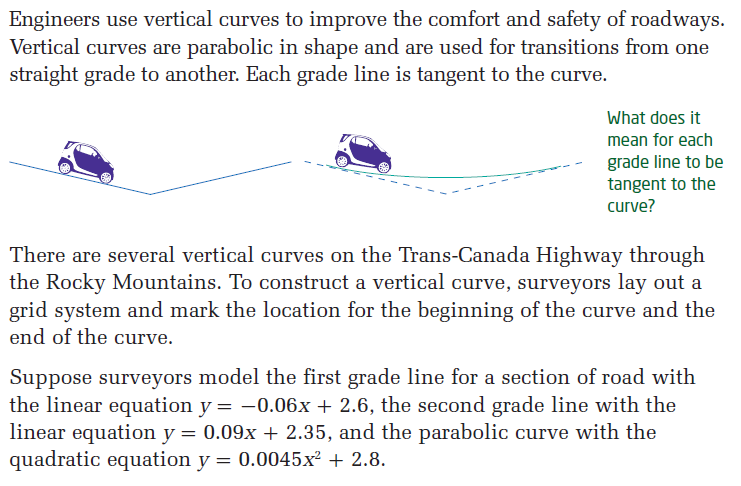 Engineers use vertical curves to improve the comfort and safety of roadways.
Vertical curves are parabolic in shape and are used for transitions from one
straight grade to another. Each grade line is tangent to the curve.
What does it
mean for each
grade line to be
tangent to the
curve?
There are several vertical curves on the Trans-Canada Highway through
the Rocky Mountains. To construct a vertical curve, surveyors lay out a
grid system and mark the location for the beginning of the curve and the
end of the curve.
Suppose surveyors model the first grade line for a section of road with
the linear equation y = −0.06x + 2.6, the second grade line with the
linear equation y = 0.09x + 2.35, and the parabolic curve with the
quadratic equation y = 0.0045x² + 2.8.